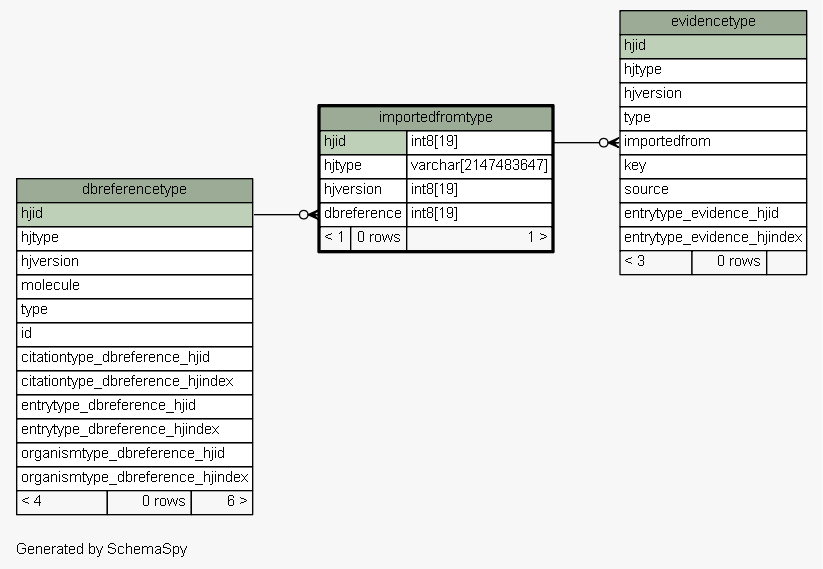 evidencetype
hjid
hjtype
hjversion
type
importedfrom
key
source
entrytype_evidence_hjid
entrytype_evidence_hjindex
< 3 0 rows
importedfromtype
hjid int8[19]
hjtype varchar[2147483647]
hjversion int8[19]
dbreference int8[19]
< 1 0 rows 1 >
dbreferencetype
hjid
hjtype
hjversion
molecule
type
id
citationtype_dbreference_hjid
citationtype_dbreference_hjindex
entrytype_dbreference_hjid
entrytype_dbreference_hjindex
organismtype_dbreference_hjid
organismtype_dbreference_hjindex
< 4 0 rows 6 >
Generated by SchemaSpy